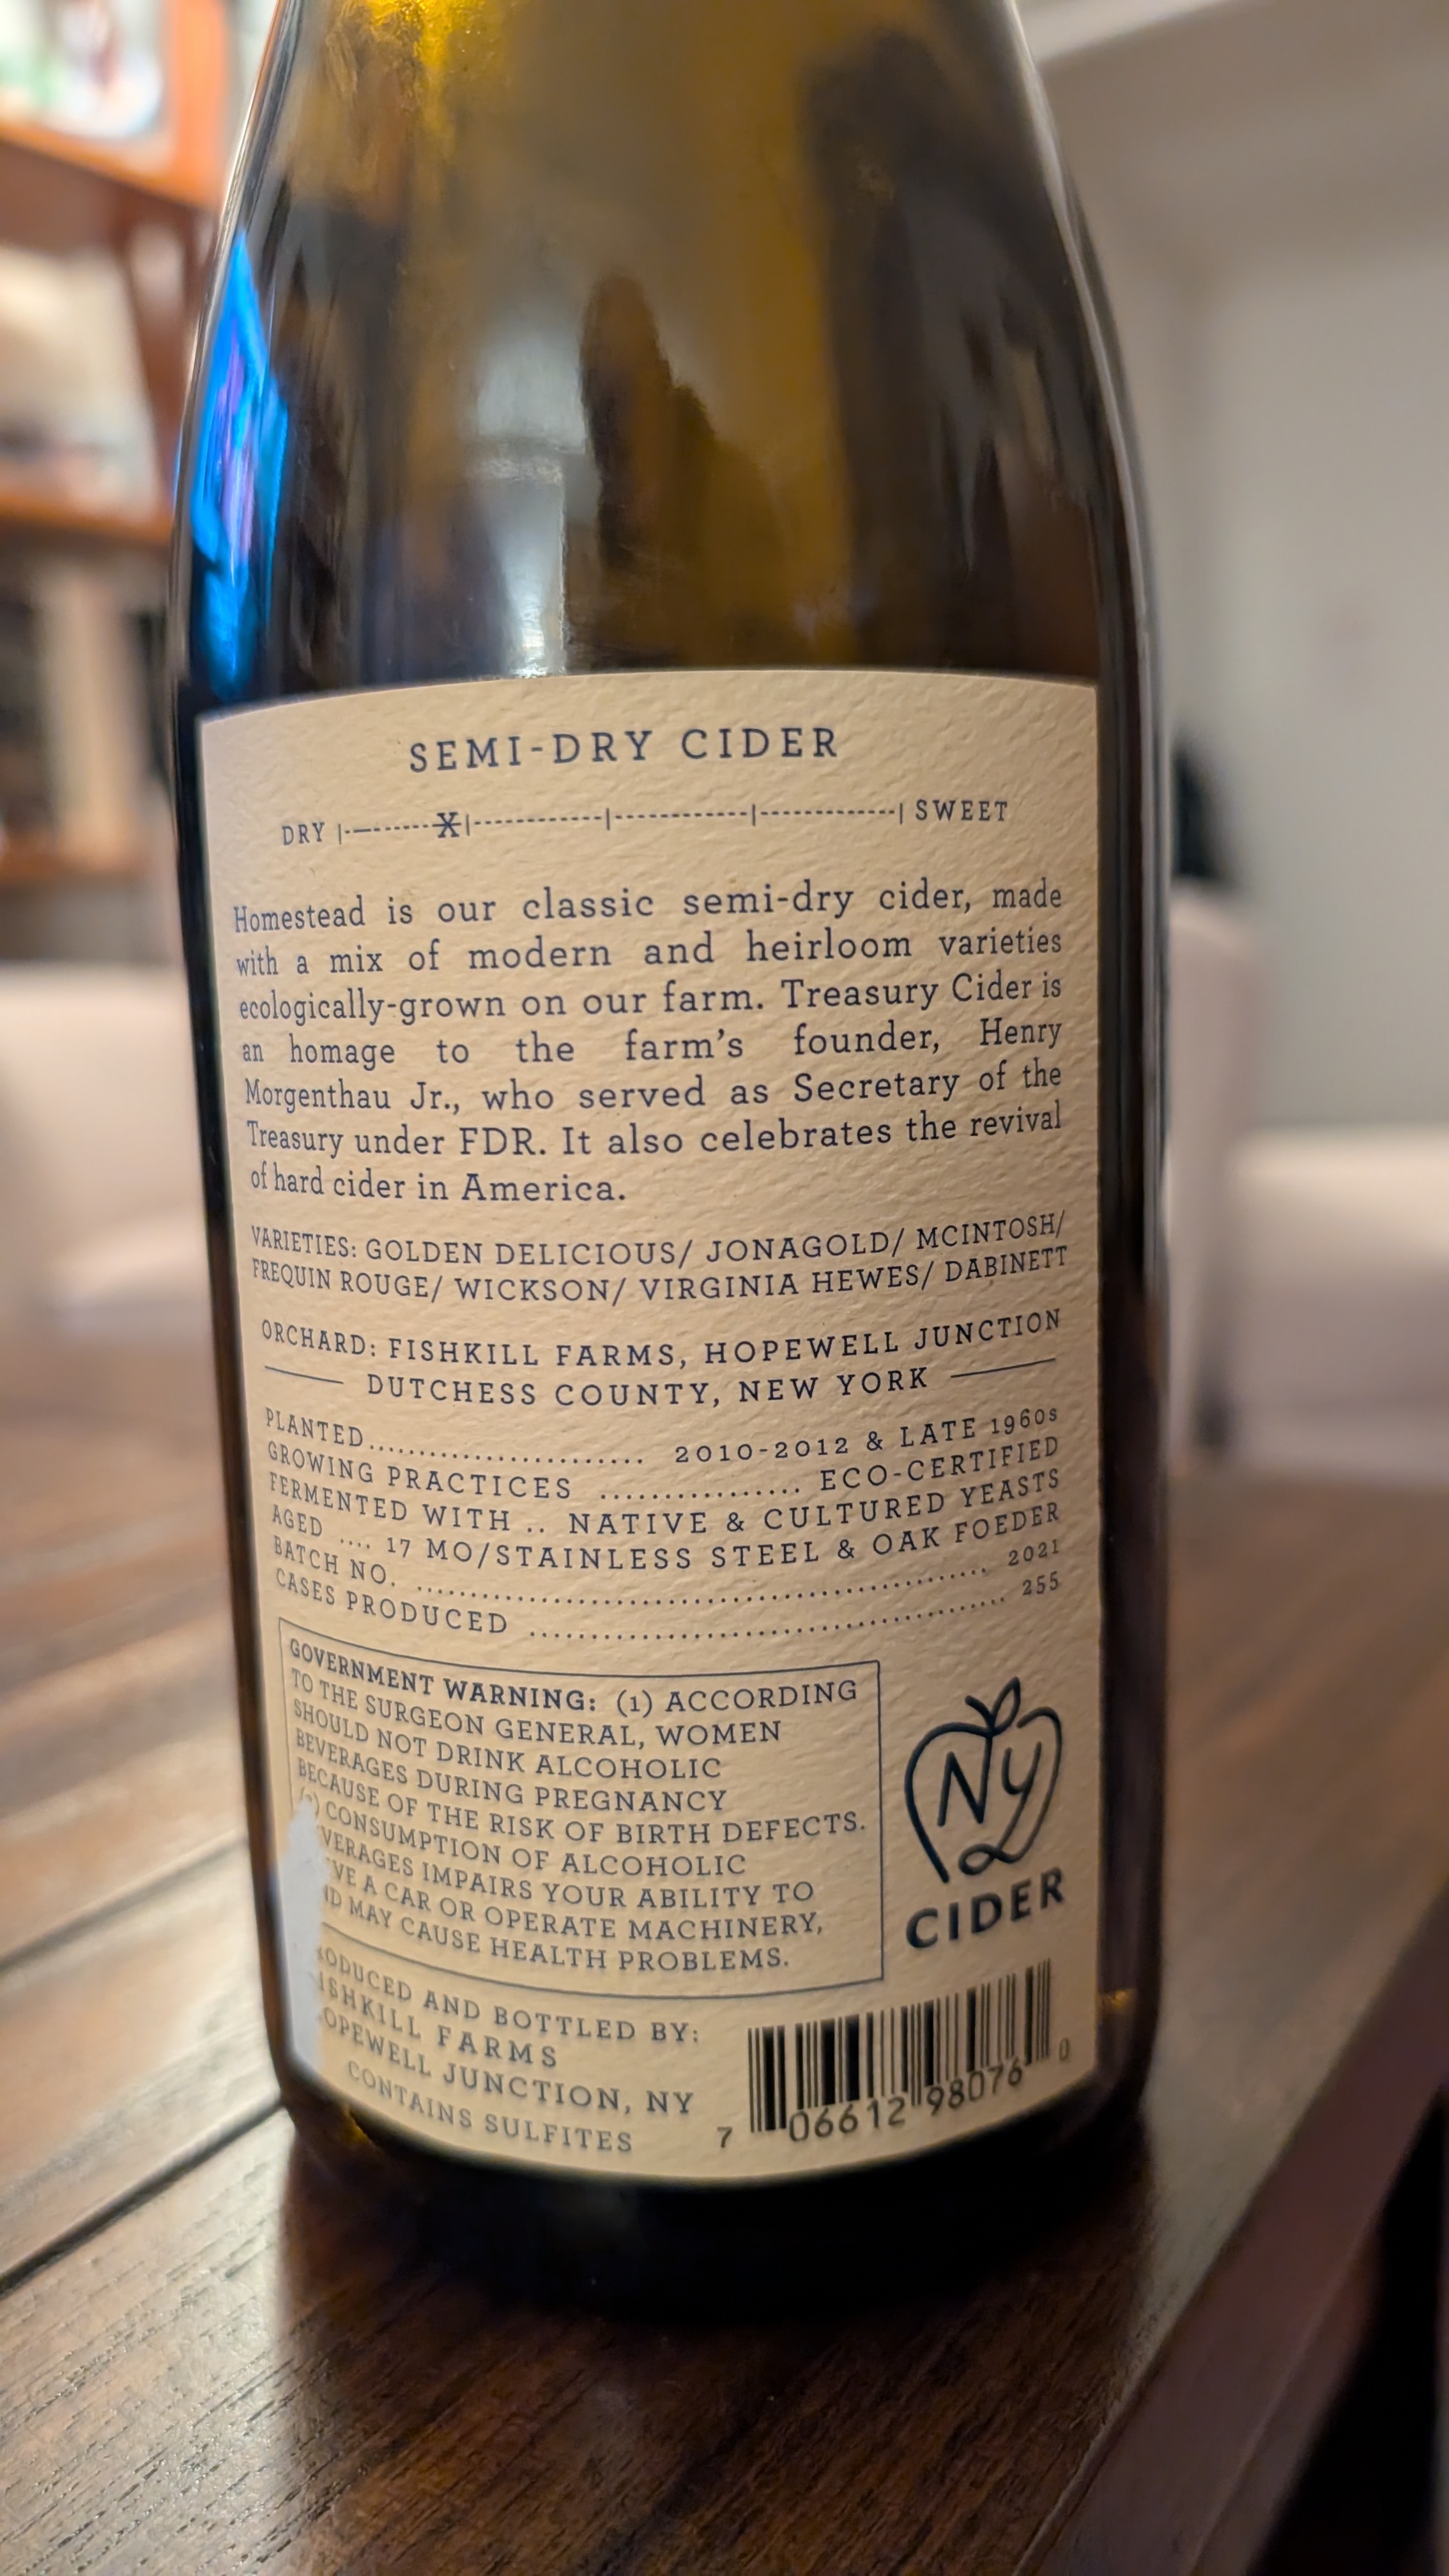 SEMI-DRY CIDER
DRY |--------X|------------|------------|------------| SWEET
Homestead is our classic semi-dry cider, made
with a mix of modern and heirloom varieties
ecologically-grown on our farm. Treasury Cider is
an homage to the farm's founder, Henry
Morgenthau Jr., who served as Secretary of the
Treasury under FDR. It also celebrates the revival
of hard cider in America.
VARIETIES: GOLDEN DELICIOUS/ JONAGOLD/ MCINTOSH/
FREQUIN ROUGE/ WICKSON/ VIRGINIA HEWES/ DABINETT
ORCHARD: FISHKILL FARMS, HOPEWELL JUNCTION
DUTCHESS COUNTY, NEW YORK
PLANTED.......................... 2010-2012 & LATE 1960s
GROWING PRACTICES ................ ECO-CERTIFIED
FERMENTED WITH .. NATIVE & CULTURED YEASTS
AGED .... 17 MO/STAINLESS STEEL & OAK FOEDER
BATCH NO. ........................................................ 2021
CASES PRODUCED ............................................. 255
GOVERNMENT WARNING: (1) ACCORDING
TO THE SURGEON GENERAL, WOMEN
SHOULD NOT DRINK ALCOHOLIC
BEVERAGES DURING PREGNANCY
BECAUSE OF THE RISK OF BIRTH DEFECTS.
CONSUMPTION OF ALCOHOLIC
VERAGES IMPAIRS YOUR ABILITY TO
VE A CAR OR OPERATE MACHINERY,
D MAY CAUSE HEALTH PROBLEMS.
NY
CIDER
ODUCED AND BOTTLED BY:
ISHKILL FARMS
OPEWELL JUNCTION, NY
CONTAINS SULFITES
7 06612 98076 0